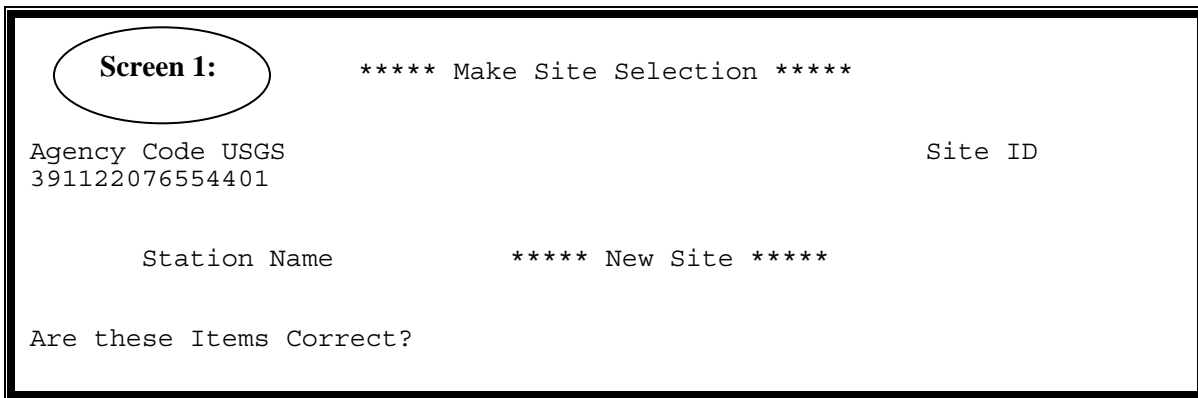 Screen 1:
***** Make Site Selection *****
Agency Code USGS Site ID
391122076554401
Station Name ***** New Site *****
Are these Items Correct?